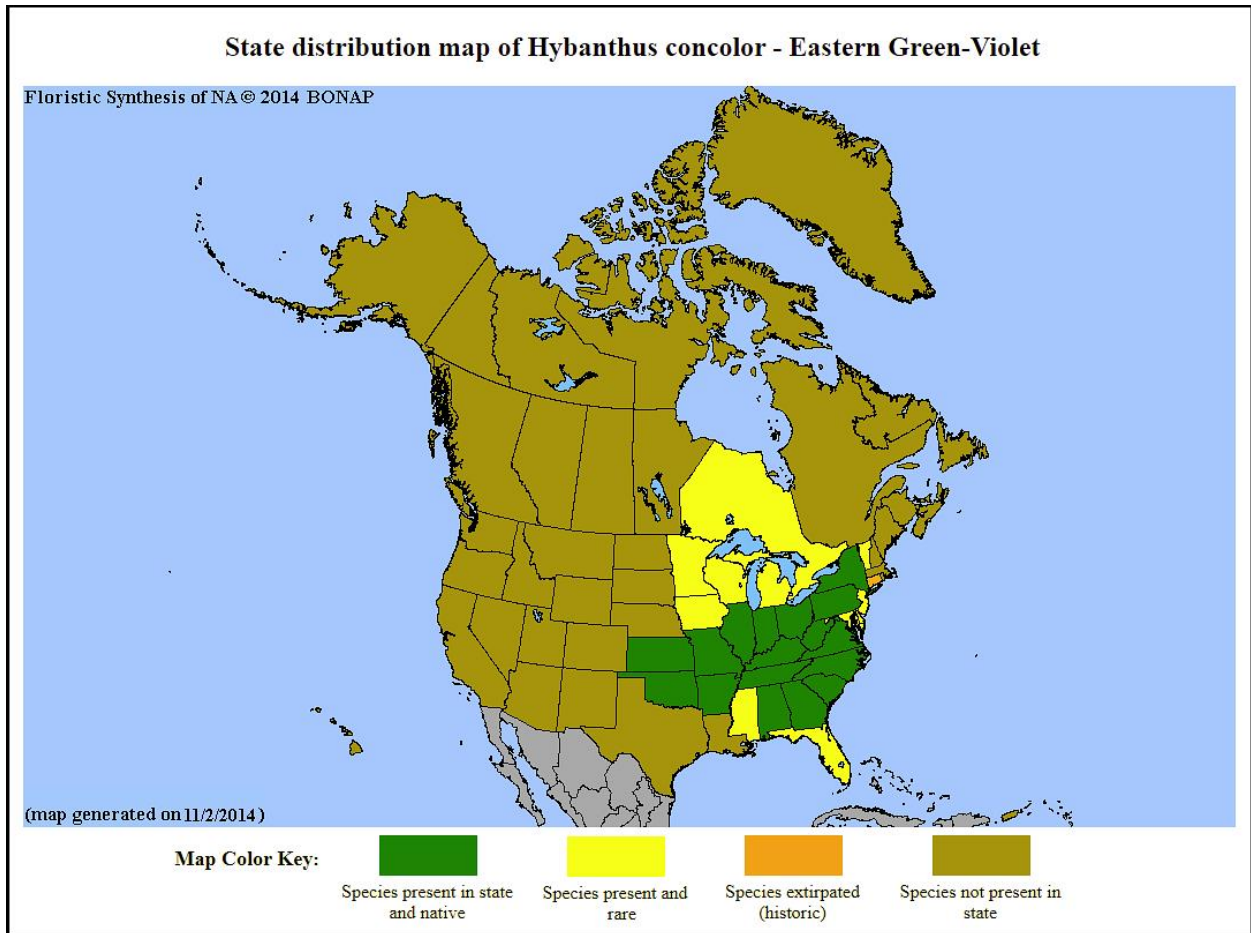 State distribution map of Hybanthus concolor - Eastern Green-Violet
Floristic Synthesis of NA © 2014 BONAP
(map generated on 11/2/2014)
Map Color Key:
Species present in state
and native
Species present and
rare
Species extirpated
(historic)
Species not present in
state